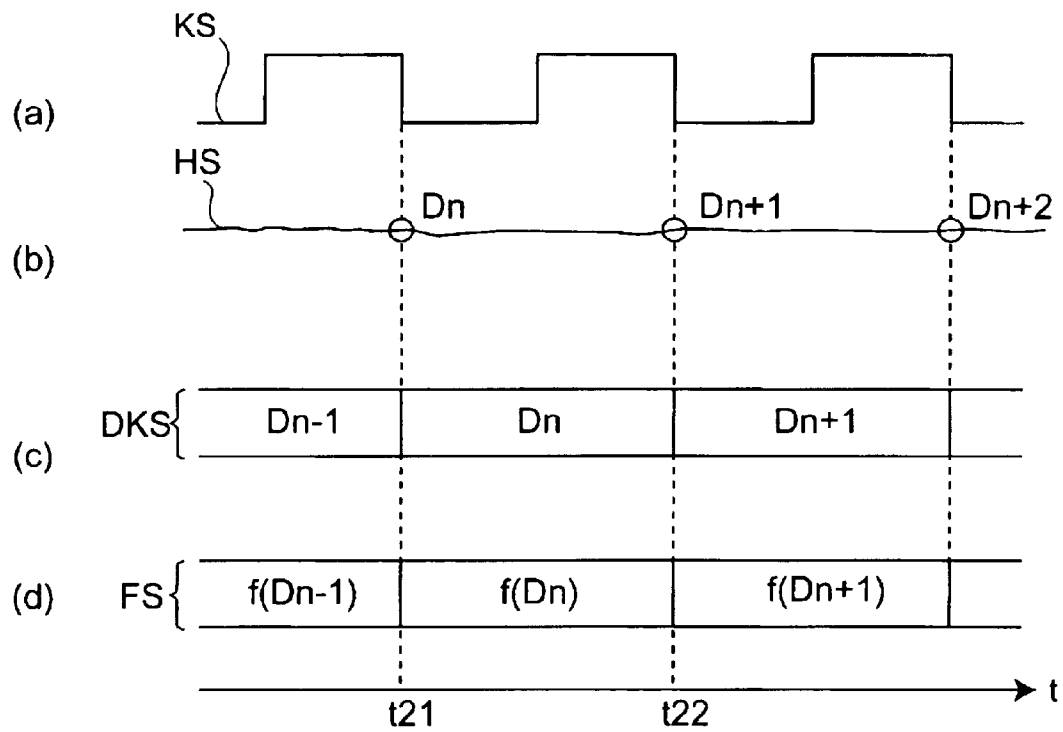 KS
(a)
HS
Dn Dn+1 Dn+2
(b)
DKS Dn-1 Dn Dn+1
(c)
(d) FS f(Dn-1) f(Dn) f(Dn+1)
t
t21 t22